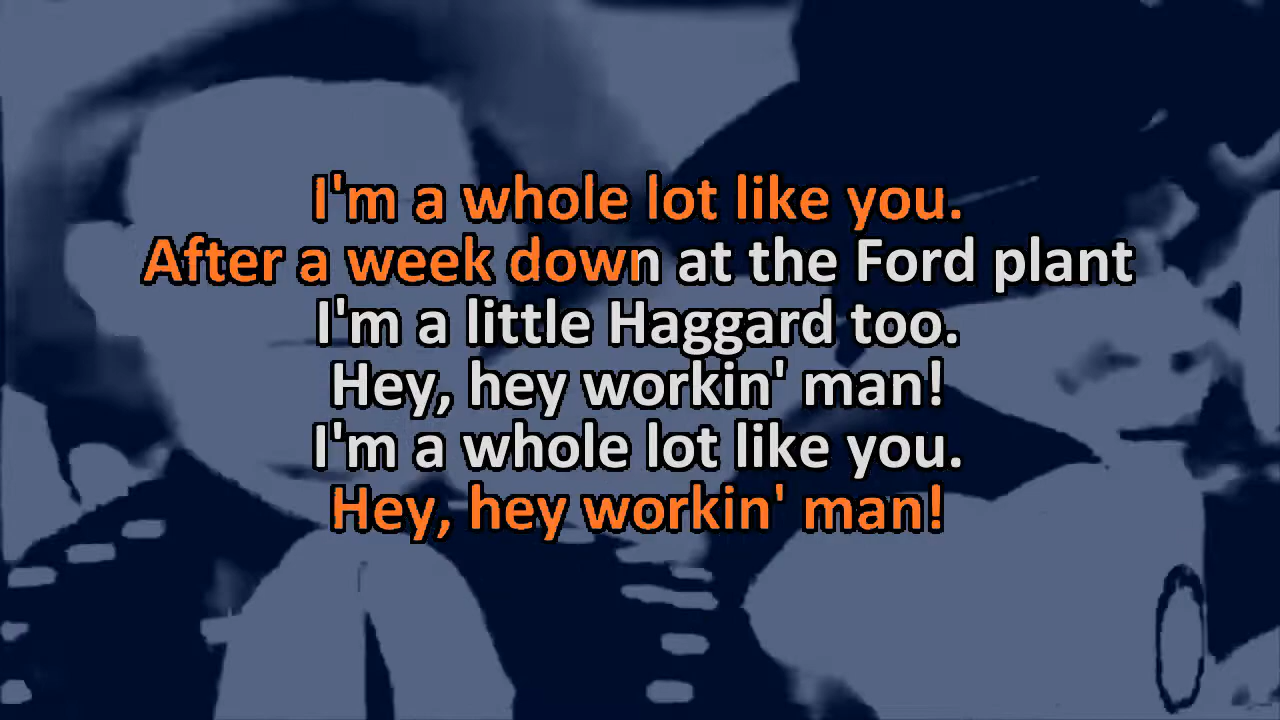 I'm a whole lot like you.
After a week down at the Ford plant
I'm a little Haggard too.
Hey, hey workin' man!
I'm a whole lot like you.
Hey, hey workin' man!